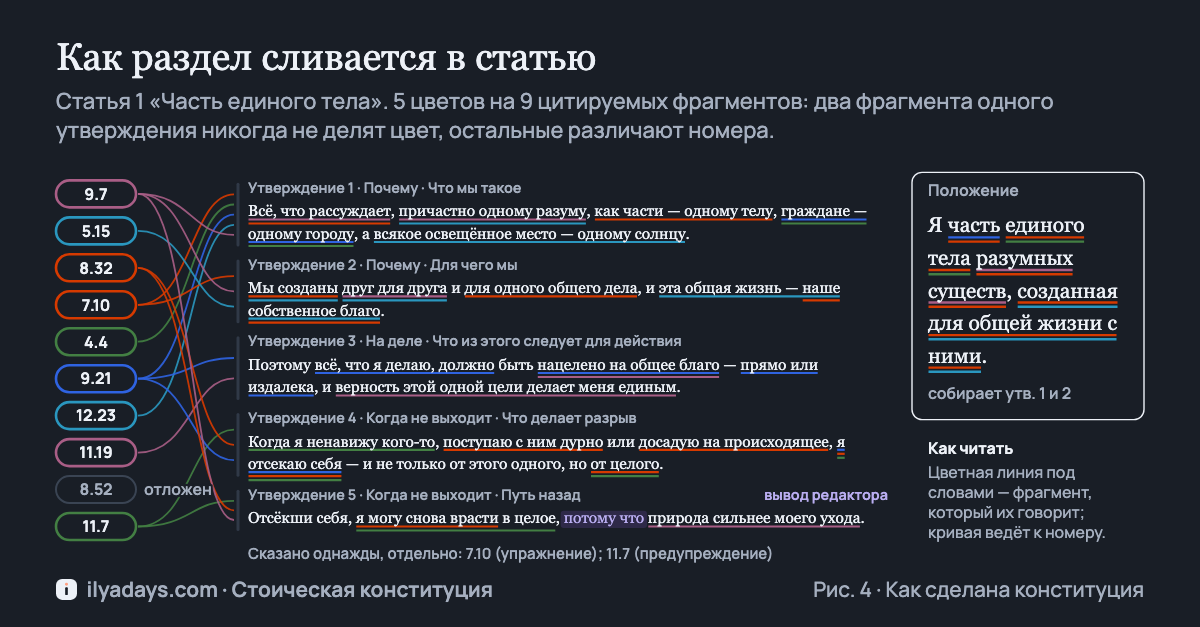 Как раздел сливается в статью
Статья 1 «Часть единого тела». 5 цветов на 9 цитируемых фрагментов: два фрагмента одного
утверждения никогда не делят цвет, остальные различают номера.
9.7
5.15
8.32
7.10
4.4
9.21
12.23
11.19
8.52 отложен
11.7
Утверждение 1 · Почему · Что мы такое
Всё, что рассуждает, причастно одному разуму, как части — одному телу, граждане —
одному городу, а всякое освещённое место — одному солнцу.
Утверждение 2 · Почему · Для чего мы
Мы созданы друг для друга и для одного общего дела, и эта общая жизнь — наше
собственное благо.
Утверждение 3 · На деле · Что из этого следует для действия
Поэтому всё, что я делаю, должно быть нацелено на общее благо — прямо или
издалека, и верность этой одной цели делает меня единым.
Утверждение 4 · Когда не выходит · Что делает разрыв
Когда я ненавижу кого-то, поступаю с ним дурно или досадую на происходящее, я
отсекаю себя — и не только от этого одного, но от целого.
Утверждение 5 · Когда не выходит · Путь назад
вывод редактора
Отсёкши себя, я могу снова врасти в целое, потому что природа сильнее моего ухода.
Сказано однажды, отдельно: 7.10 (упражнение); 11.7 (предупреждение)
Положение
Я часть единого
тела разумных
существ, созданная
для общей жизни с
ними.
собирает утв. 1 и 2
Как читать
Цветная линия под
словами — фрагмент,
который их говорит;
кривая ведёт к номеру.
ilyadays.com · Стоическая конституция
Рис. 4 · Как сделана конституция